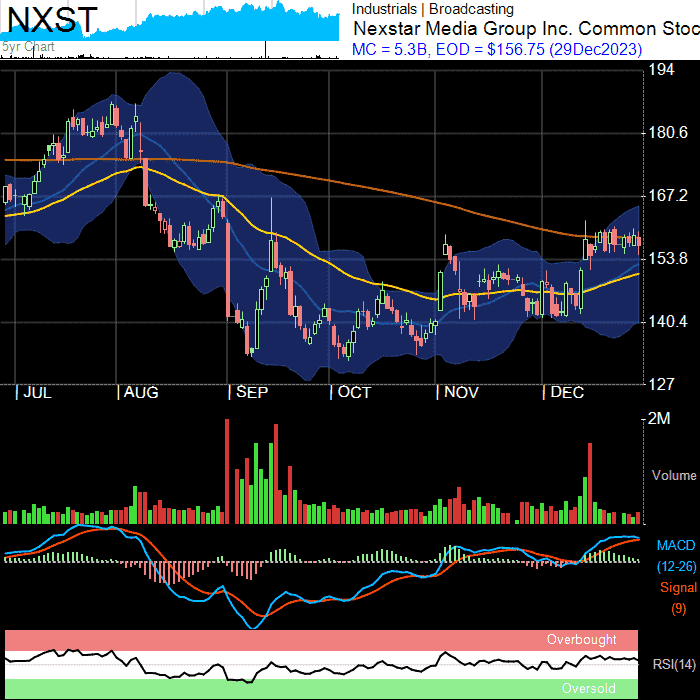 NXST
5yr Chart
Industrials | Broadcasting
Nexstar Media Group Inc. Common Stoc
MC = 5.3B, EOD = $156.75 (29Dec2023)
194
180.6
167.2
153.8
140.4
127
| JUL | AUG | SEP | OCT | NOV | DEC
2M
Volume
MACD
(12-26)
Signal
(9)
Overbought
RSI(14)
Oversold